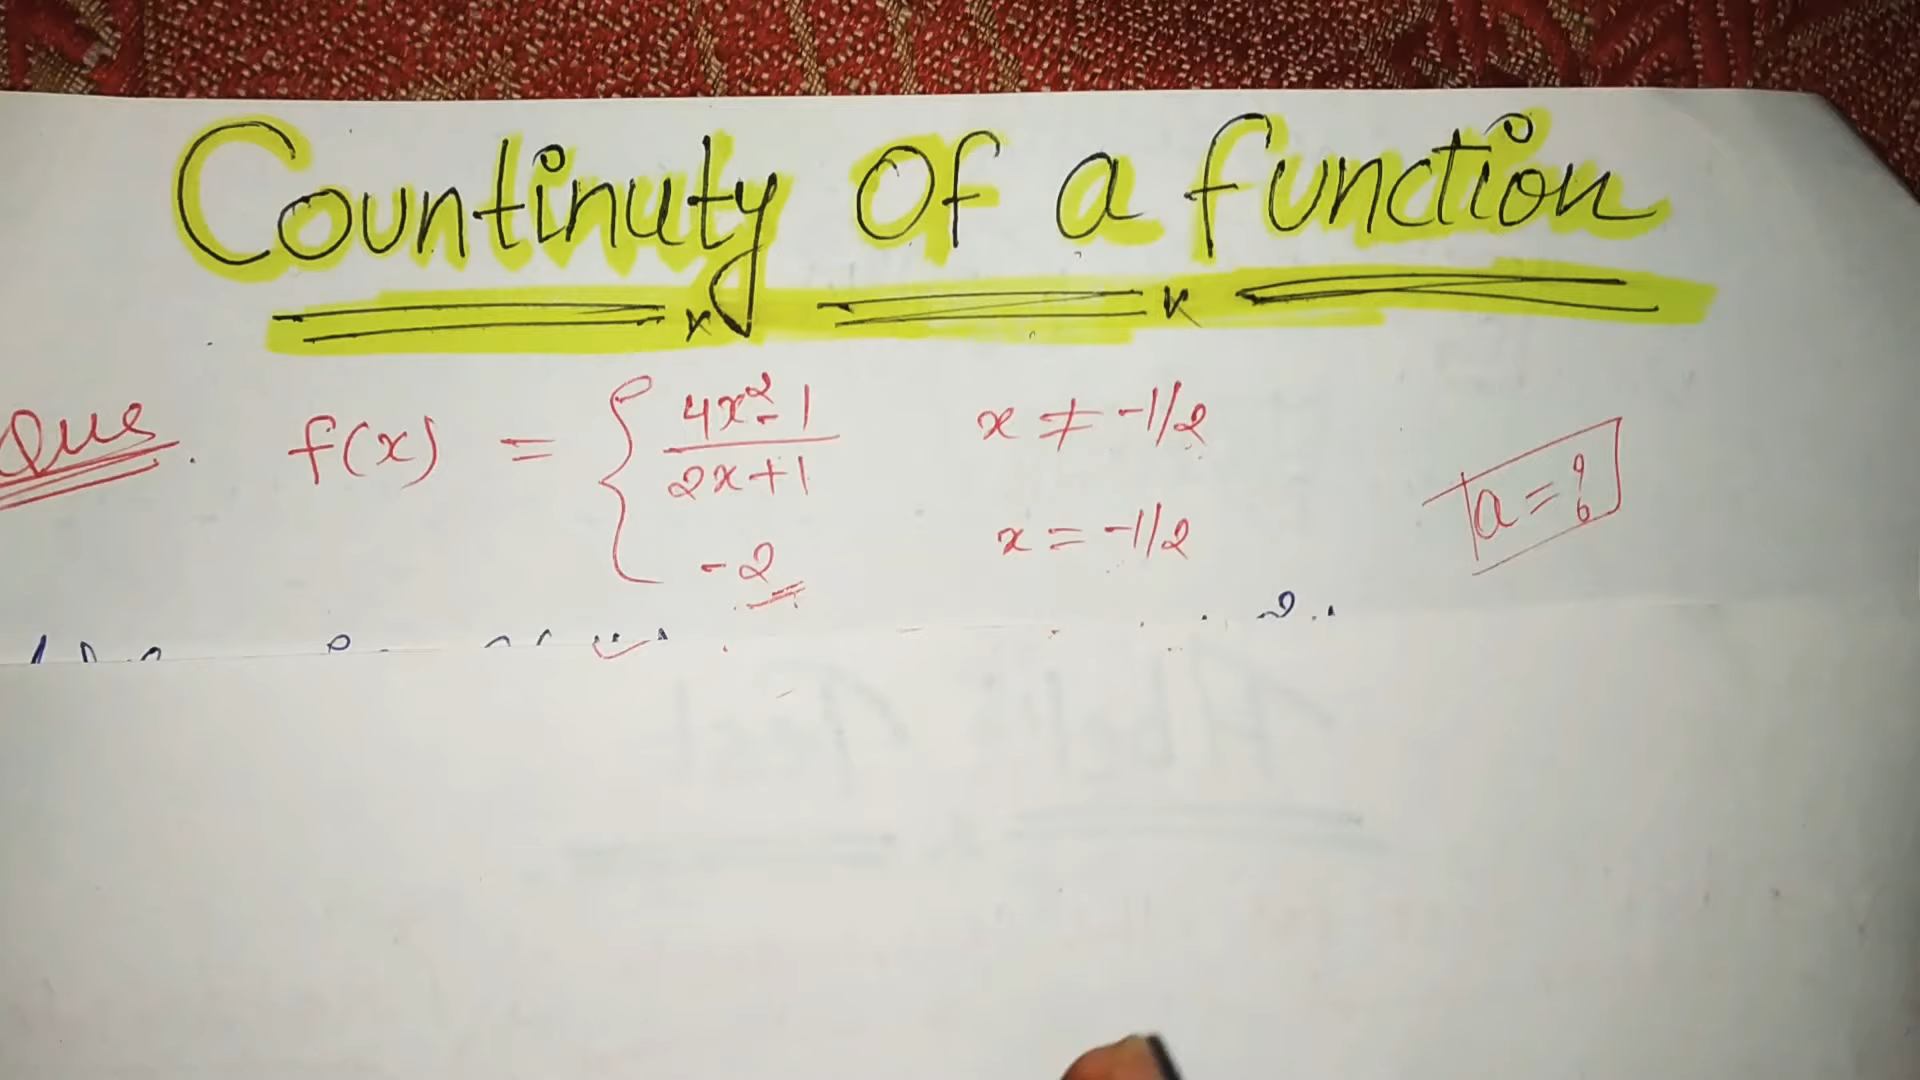 Countinuty Of a function
Que. f(x) = { 4x²-1 / 2x+1 x ≠ -1/2
-2 x = -1/2
a = ?